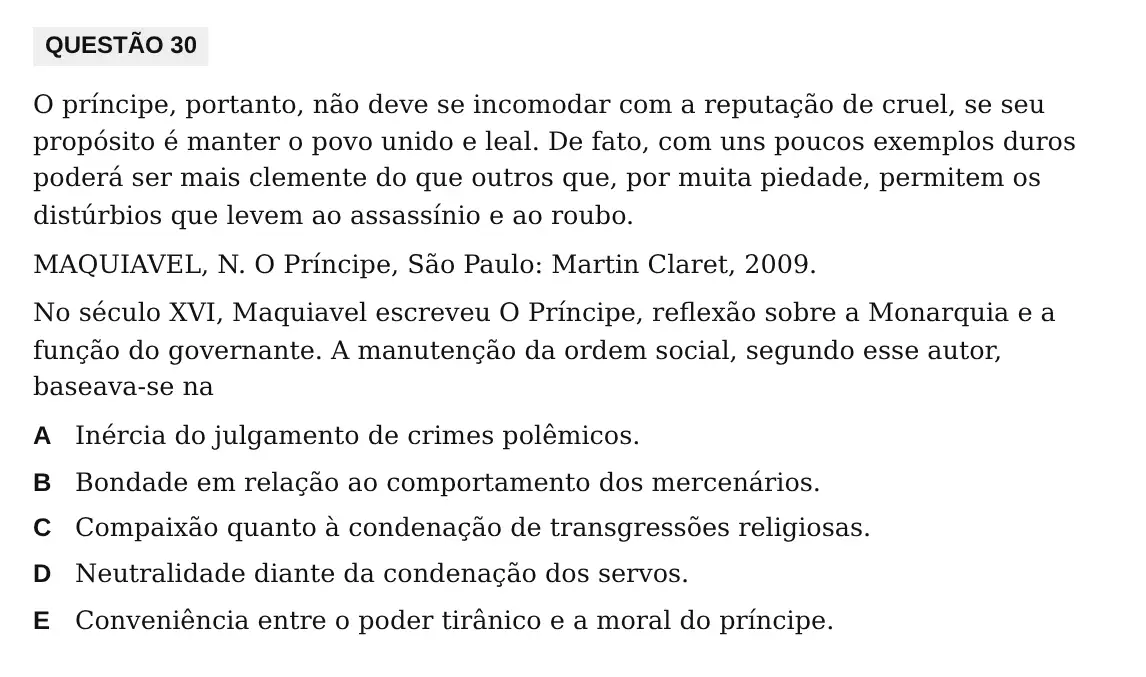 QUESTÃO 30
O príncipe, portanto, não deve se incomodar com a reputação de cruel, se seu
propósito é manter o povo unido e leal. De fato, com uns poucos exemplos duros
poderá ser mais clemente do que outros que, por muita piedade, permitem os
distúrbios que levem ao assassínio e ao roubo.
MAQUIAVEL, N. O Príncipe, São Paulo: Martin Claret, 2009.
No século XVI, Maquiavel escreveu O Príncipe, reflexão sobre a Monarquia e a
função do governante. A manutenção da ordem social, segundo esse autor,
baseava-se na
A Inércia do julgamento de crimes polêmicos.
B Bondade em relação ao comportamento dos mercenários.
C Compaixão quanto à condenação de transgressões religiosas.
D Neutralidade diante da condenação dos servos.
E Conveniência entre o poder tirânico e a moral do príncipe.